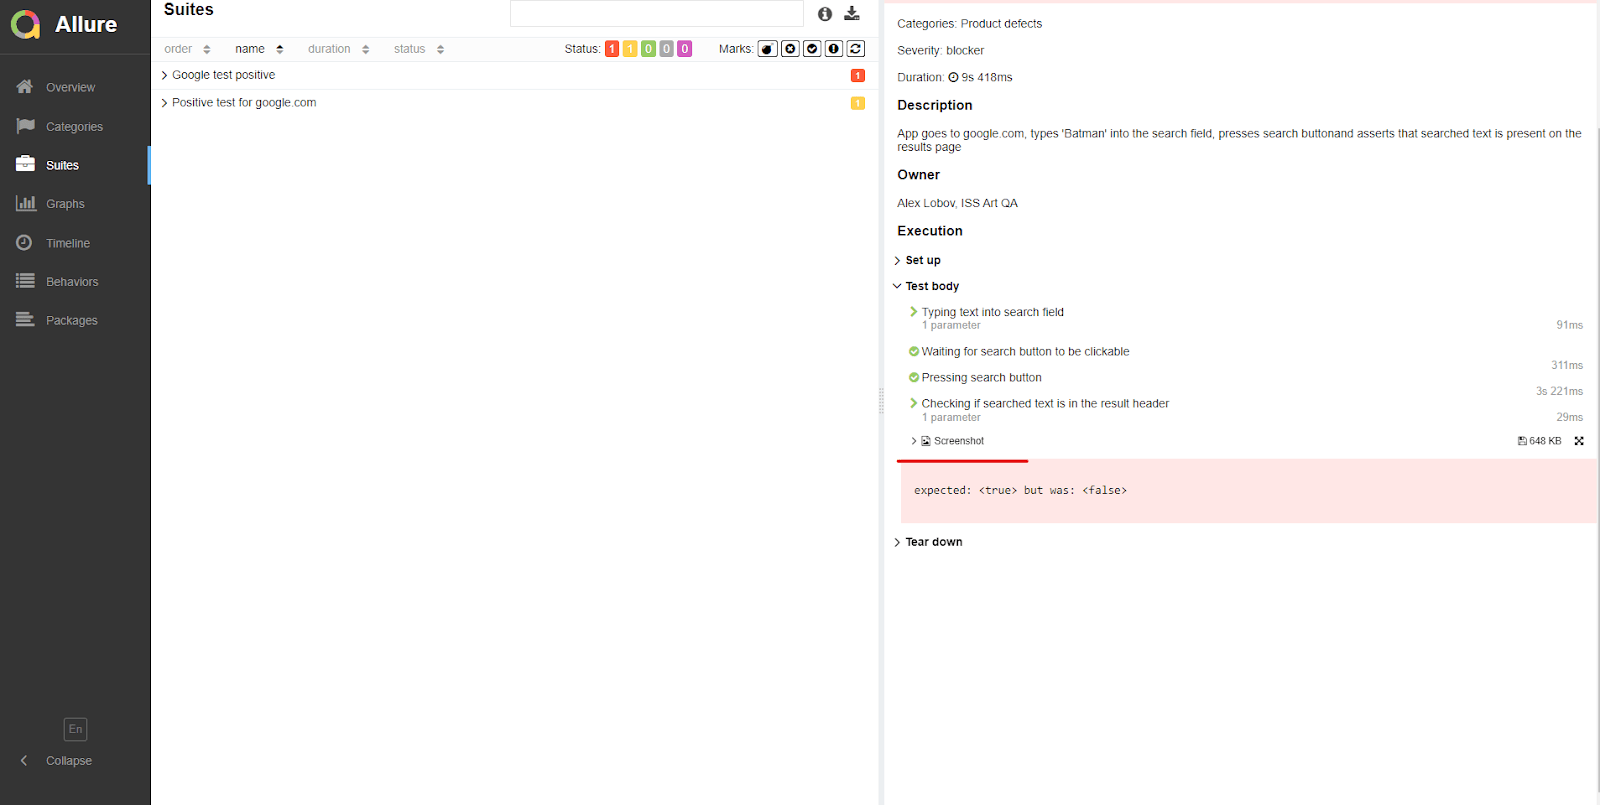 Allure
Overview
Categories
Suites
Graphs
Timeline
Behaviors
Packages
En
Collapse
Suites
order name duration status Status: 1 1 0 0 0 Marks:
Google test positive 1
Positive test for google.com 1
Categories: Product defects
Severity: blocker
Duration: 9s 418ms
Description
App goes to google.com, types 'Batman' into the search field, presses search buttonand asserts that searched text is present on the
results page
Owner
Alex Lobov, ISS Art QA
Execution
Set up
Test body
Typing text into search field
1 parameter 91ms
Waiting for search button to be clickable
311ms
Pressing search button
3s 221ms
Checking if searched text is in the result header
1 parameter 29ms
Screenshot 648 KB
expected: <true> but was: <false>
Tear down